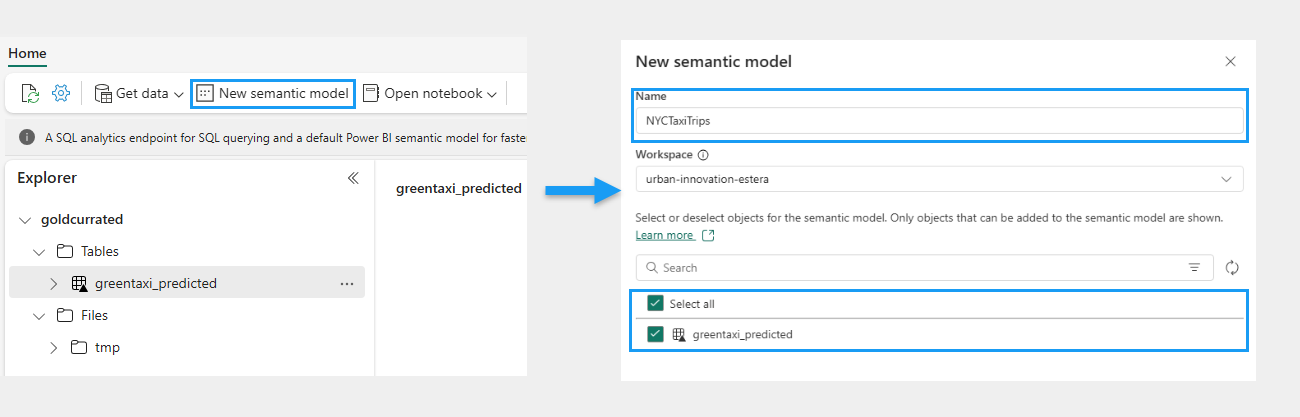 Home
Get data
New semantic model
Open notebook
A SQL analytics endpoint for SQL querying and a default Power BI semantic model for faste
Explorer
greentaxi_predicted
goldcurrated
Tables
greentaxi_predicted
Files
tmp
New semantic model
Name
NYCTaxiTrips
Workspace
urban-innovation-estera
Select or deselect objects for the semantic model. Only objects that can be added to the semantic model are shown.
Learn more
Search
Select all
greentaxi_predicted